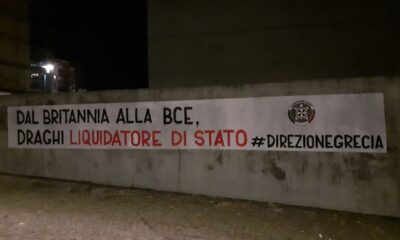 DAL BRITANNIA ALLA BCE,
DRAGHI LIQUIDATORE DI STATO #DIREZIONEGRECIA